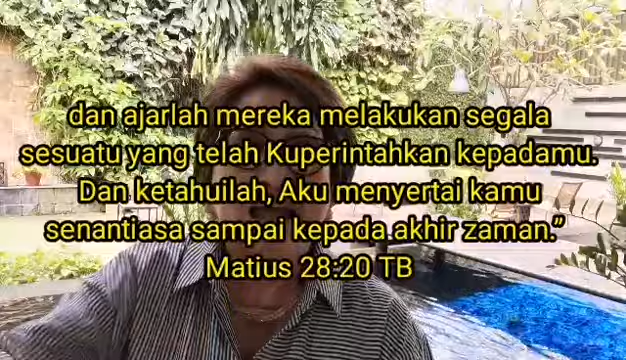 dan ajarlah mereka melakukan segala
sesuatu yang telah Kuperintahkan kepadamu.
Dan ketahuilah, Aku menyertai kamu
senantiasa sampai kepada akhir zaman."
Matius 28:20 TB